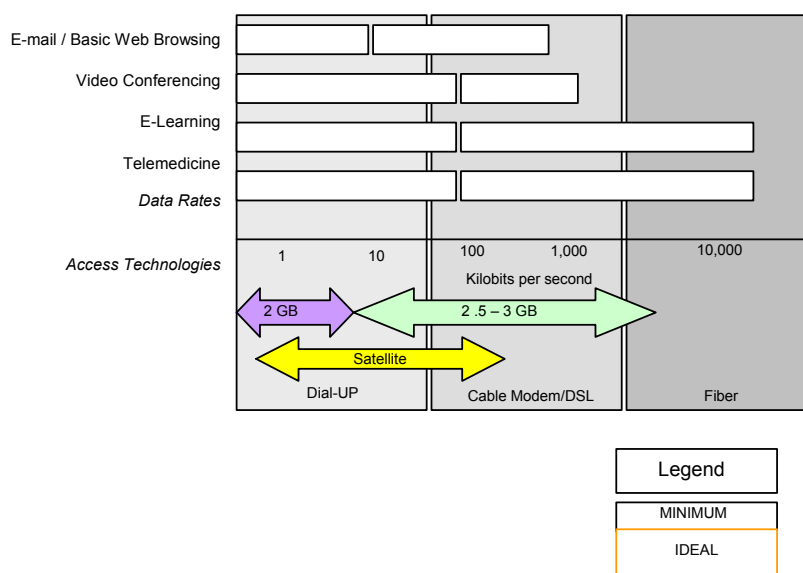 E-mail / Basic Web Browsing
Video Conferencing
E-Learning
Telemedicine
Data Rates
Access Technologies
1 10 100 1,000 10,000
Kilobits per second
2 GB
2 .5 – 3 GB
Satellite
Dial-UP
Cable Modem/DSL
Fiber
Legend
MINIMUM
IDEAL